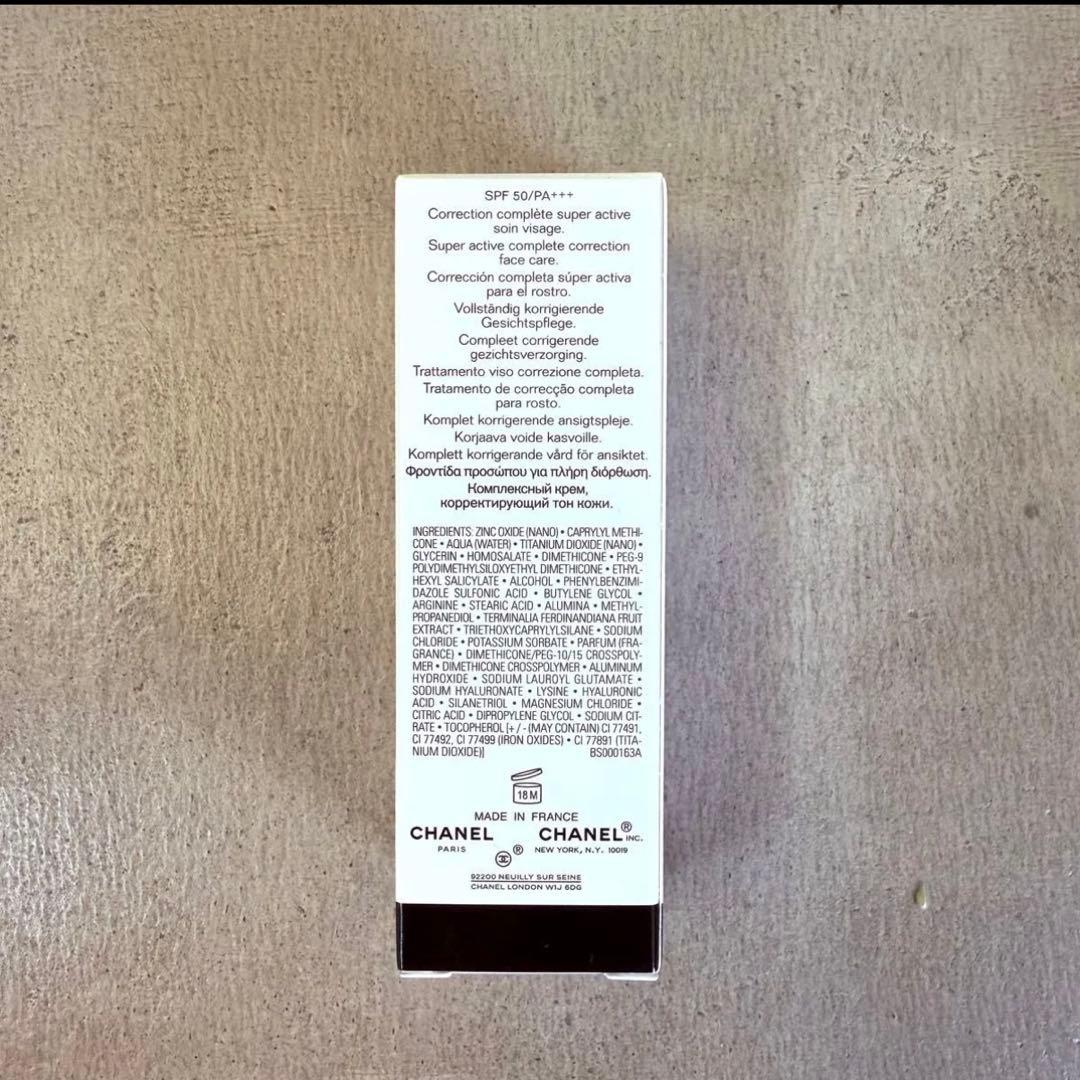 SPF 50/PA+++
Correction complète super active
soin visage.
Super active complete correction
face care.
Corrección completa súper activa
para el rostro.
Vollständig korrigierende
Gesichtspflege.
Compleet corrigerende
gezichtsverzorging.
Trattamento viso correzione completa.
Tratamento de correcção completa
para rosto.
Komplet korrigerende ansigtspleje.
Korjaava voide kasvoille.
Komplett korrigerande vård för ansiktet.
Φροντίδα προσώπου για πλήρη διόρθωση.
Комплексный крем,
корректирующий тон кожи.
INGREDIENTS: ZINC OXIDE (NANO) • CAPRYLYL METHI-
CONE • AQUA (WATER) • TITANIUM DIOXIDE (NANO) •
GLYCERIN • HOMOSALATE • DIMETHICONE • PEG-9
POLYDIMETHYLSILOXYETHYL DIMETHICONE • ETHYL-
HEXYL SALICYLATE • ALCOHOL • PHENYLBENZIMI-
DAZOLE SULFONIC ACID • BUTYLENE GLYCOL •
ARGININE • STEARIC ACID • ALUMINA • METHYL-
PROPANEDIOL • TERMINALIA FERDINANDIANA FRUIT
EXTRACT • TRIETHOXYCAPRYLYLSILANE • SODIUM
CHLORIDE • POTASSIUM SORBATE • PARFUM (FRA-
GRANCE) • DIMETHICONE/PEG-10/15 CROSSPOLY-
MER • DIMETHICONE CROSSPOLYMER • ALUMINUM
HYDROXIDE • SODIUM LAUROYL GLUTAMATE •
SODIUM HYALURONATE • LYSINE • HYALURONIC
ACID • SILANETRIOL • MAGNESIUM CHLORIDE •
CITRIC ACID • DIPROPYLENE GLYCOL • SODIUM CIT-
RATE • TOCOPHEROL [+ / - (MAY CONTAIN) CI 77491,
CI 77492, CI 77499 (IRON OXIDES) • CI 77891 (TITA-
NIUM DIOXIDE)] BS000163A
18 M
MADE IN FRANCE
CHANEL CHANEL® INC.
PARIS ® NEW YORK, N.Y. 10019
92200 NEUILLY SUR SEINE
CHANEL LONDON W1J 6DG